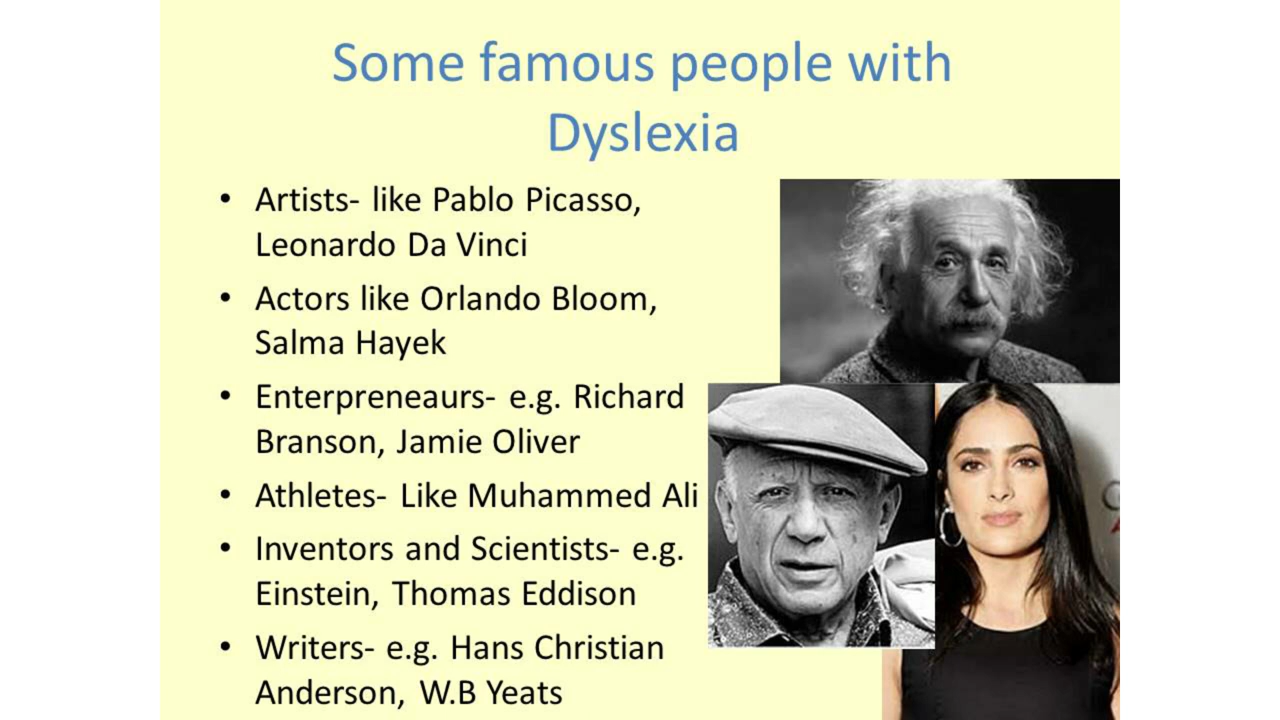 Some famous people with
Dyslexia
• Artists- like Pablo Picasso,
Leonardo Da Vinci
• Actors like Orlando Bloom,
Salma Hayek
• Enterpreneaurs- e.g. Richard
Branson, Jamie Oliver
• Athletes- Like Muhammed Ali
• Inventors and Scientists- e.g.
Einstein, Thomas Eddison
• Writers- e.g. Hans Christian
Anderson, W.B Yeats